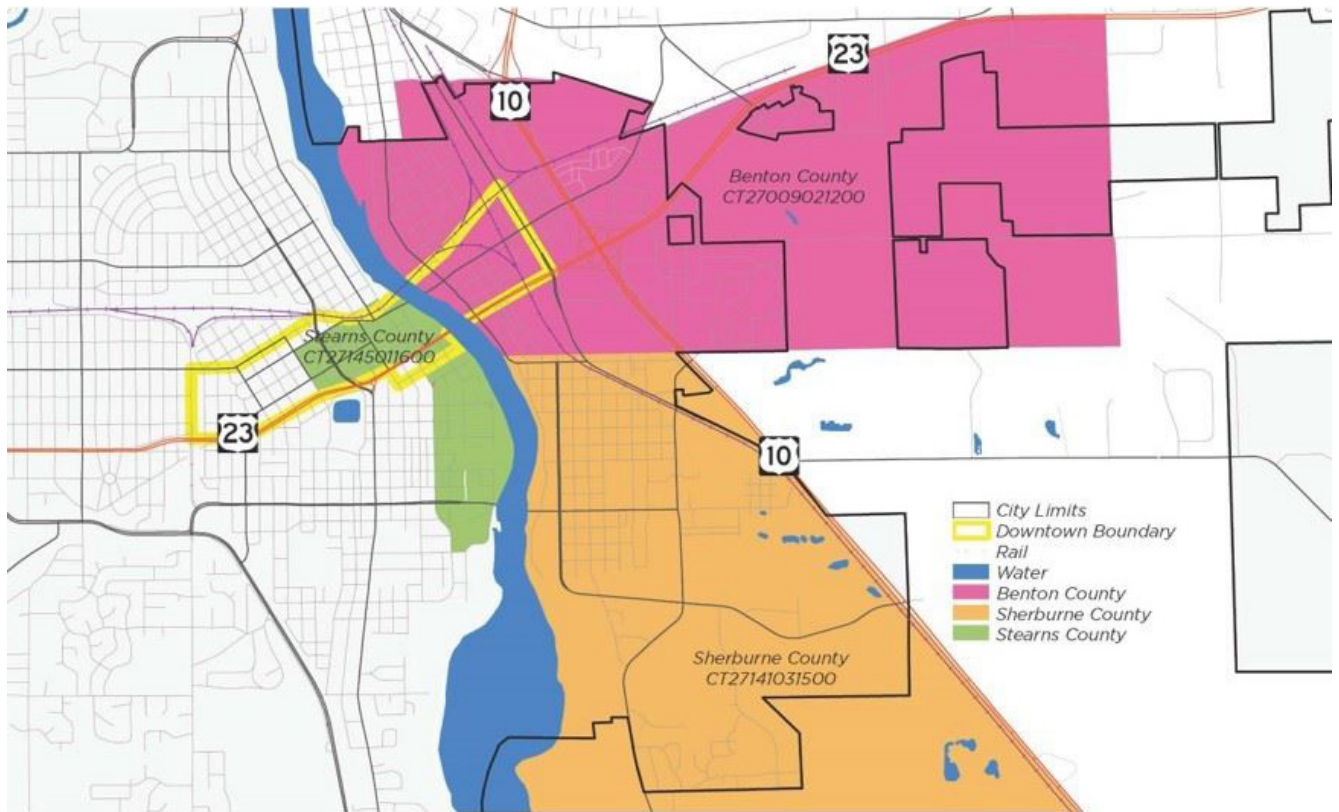 23
10
Benton County
CT27009021200
Stearns County
CT27145011600
23
10
City Limits
Downtown Boundary
Rail
Water
Benton County
Sherburne County
Stearns County
Sherburne County
CT27141031500